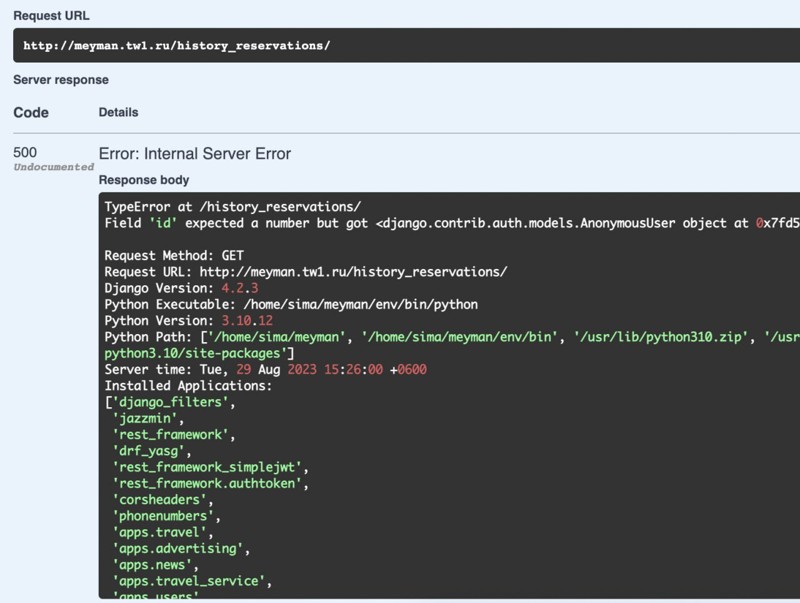 Request URL
http://meyman.tw1.ru/history_reservations/
Server response
Code Details
500 Error: Internal Server Error
Undocumented
Response body
TypeError at /history_reservations/
Field 'id' expected a number but got <django.contrib.auth.models.AnonymousUser object at 0x7fd5
Request Method: GET
Request URL: http://meyman.tw1.ru/history_reservations/
Django Version: 4.2.3
Python Executable: /home/sima/meyman/env/bin/python
Python Version: 3.10.12
Python Path: ['/home/sima/meyman', '/home/sima/meyman/env/bin', '/usr/lib/python310.zip', '/usr
python3.10/site-packages']
Server time: Tue, 29 Aug 2023 15:26:00 +0600
Installed Applications:
['django_filters',
'jazzmin',
'rest_framework',
'drf_yasg',
'rest_framework_simplejwt',
'rest_framework.authtoken',
'corsheaders',
'phonenumbers',
'apps.travel',
'apps.advertising',
'apps.news',
'apps.travel_service',
'apps.users'